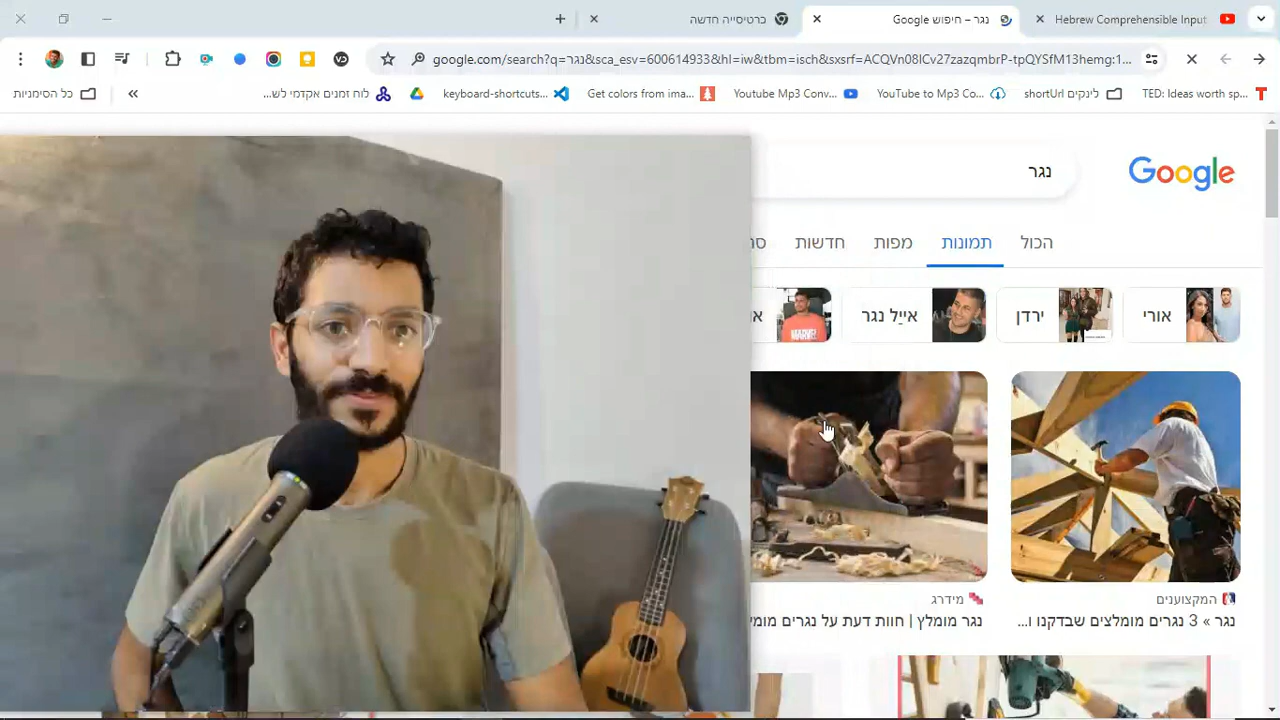 Hebrew Comprehensible Input
נגר – חיפוש Google
כרטיסייה חדשה
google.com/search?q=נגר&sca_esv=600614933&hl=iw&tbm=isch&sxsrf=ACQVn08ICv27zazqmbrP-tpQYSfM13hemg:1...
TED: Ideas worth sp...
לינקים shortUrl
YouTube to Mp3 Co...
Youtube Mp3 Conv...
Get colors from ima...
keyboard-shortcuts...
לוח זמנים אקדמי לש...
«
כל הסימניות
Google
נגר
הכול
תמונות
מפות
חדשות
אורי
ירדן
אייַל נגר
MARVEL
המקצוענים
נגר » 3 נגרים מומלצים שבדקנו ו...
מידרג
נגר מומלץ | חוות דעת על נגרים מומי